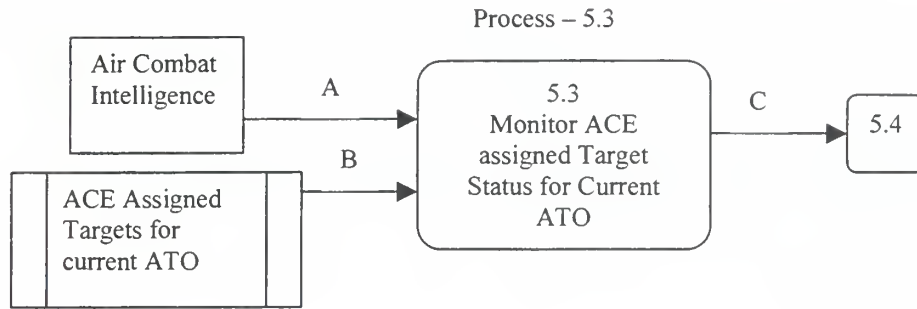 Process – 5.3
Air Combat
Intelligence
A
B
ACE Assigned
Targets for
current ATO
5.3
Monitor ACE
assigned Target
Status for Current
ATO
C
5.4